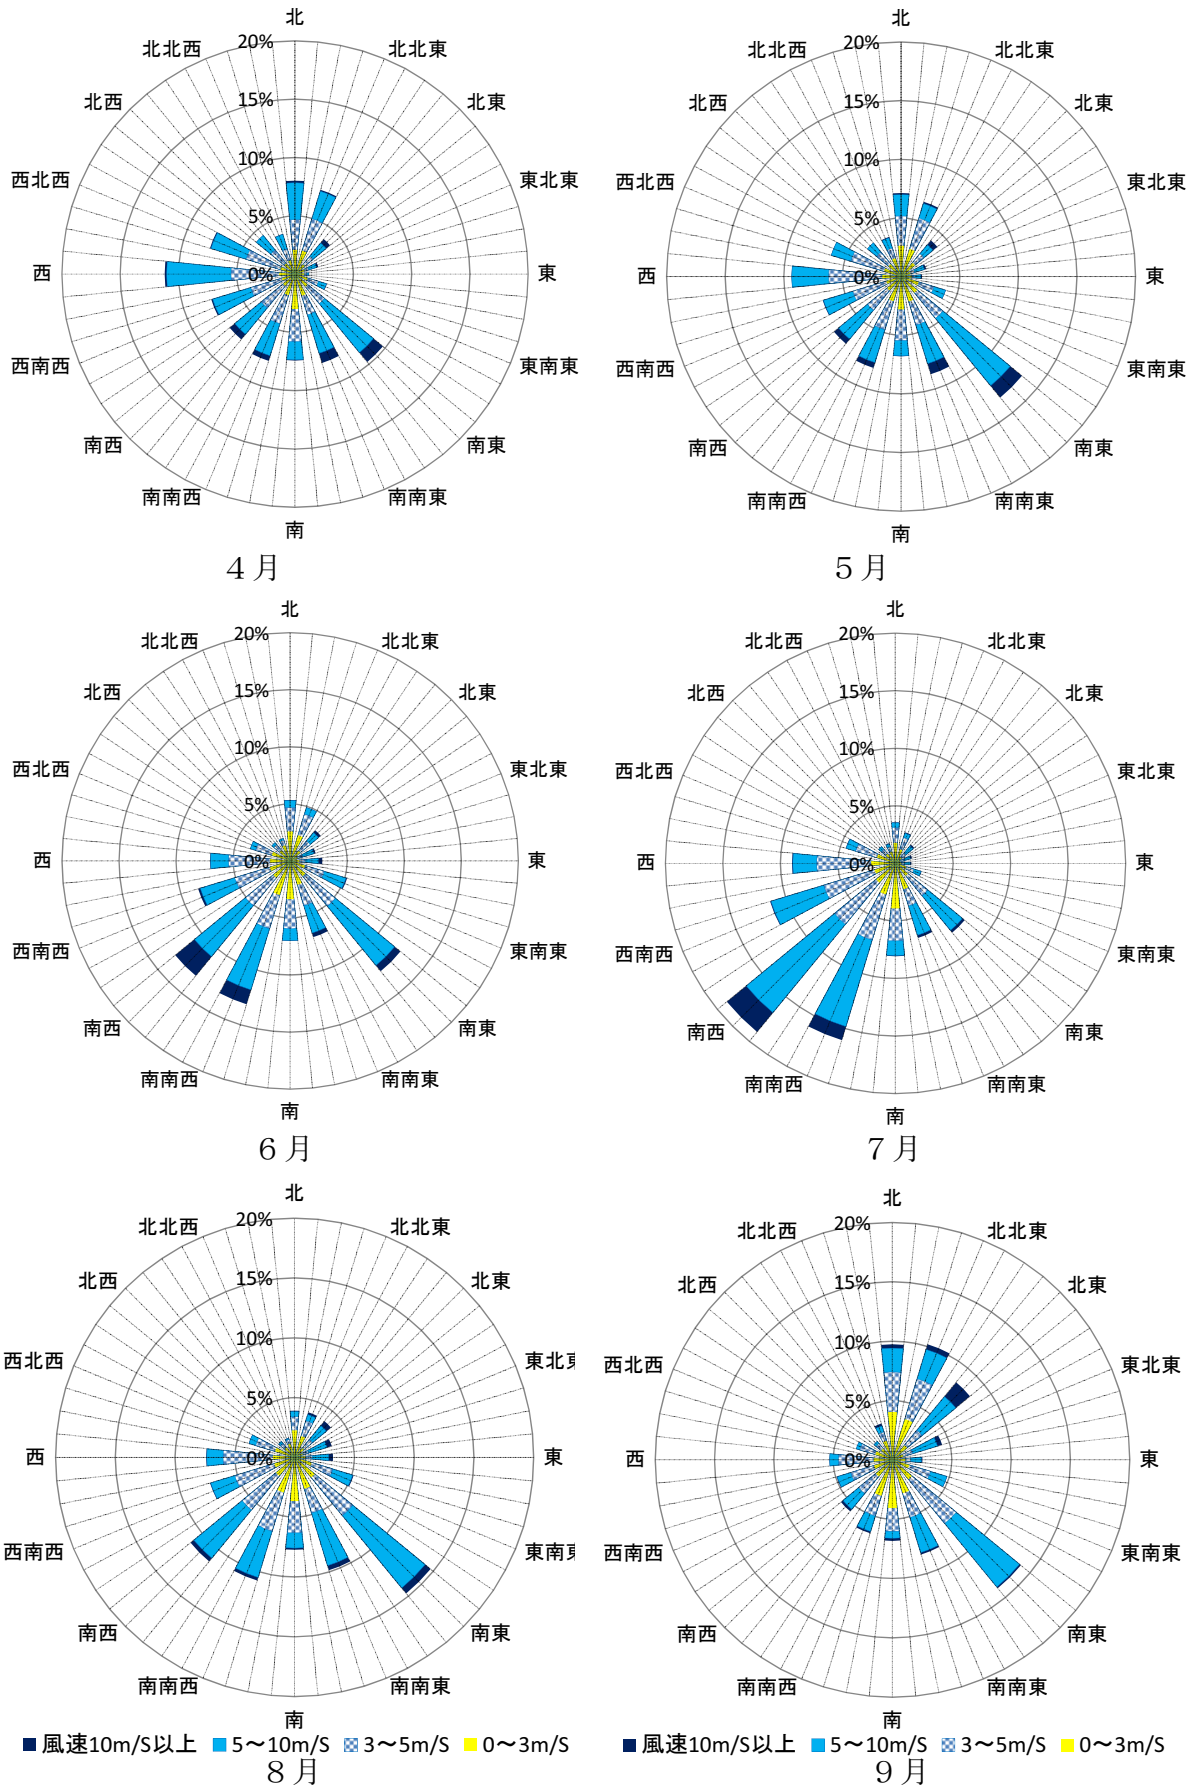 北
20%
北北西
北北東
15%
北西
北東
10%
西北西
東北東
5%
西
0%
東
西南西
東南東
南西
南東
南南西
南南東
南
４月
北
20%
北北西
北北東
15%
北西
北東
10%
西北西
東北東
5%
西
0%
東
西南西
東南東
南西
南東
南南西
南南東
南
５月
北
20%
北北西
北北東
15%
北西
北東
10%
西北西
東北東
5%
西
0%
東
西南西
東南東
南西
南東
南南西
南南東
南
６月
北
20%
北北西
北北東
15%
北西
北東
10%
西北西
東北東
5%
西
0%
東
西南西
東南東
南西
南東
南南西
南南東
南
７月
北
20%
北北西
北北東
15%
北西
北東
10%
西北西
東北
5%
西
0%
東
西南西
東南
南西
南東
南南西
南南東
南
風速10m/S以上 5～10m/S 3～5m/S 0～3m/S
８月
北
20%
北北西
北北東
15%
北西
北東
10%
西北西
東北東
5%
西
0%
東
西南西
東南東
南西
南東
南南西
南南東
南
風速10m/S以上 5～10m/S 3～5m/S 0～3m/S
９月